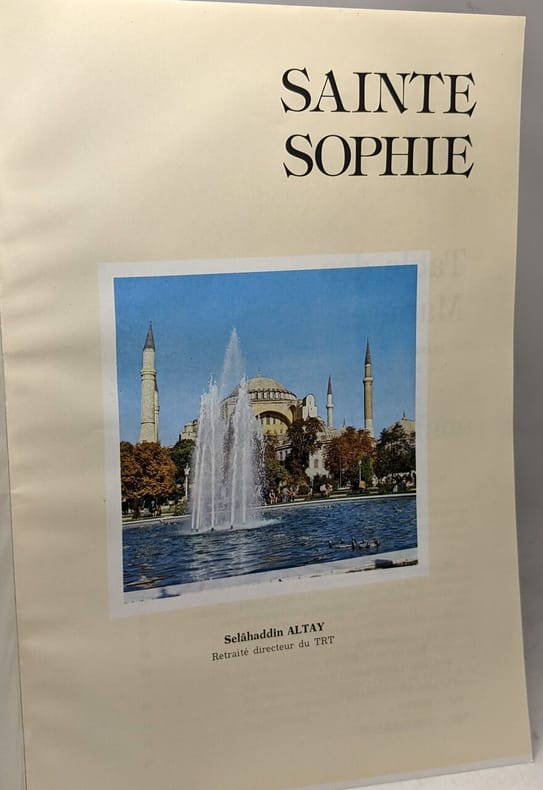 SAINTE
SOPHIE
Selâhaddin ALTAY
Retraité directeur du TRT